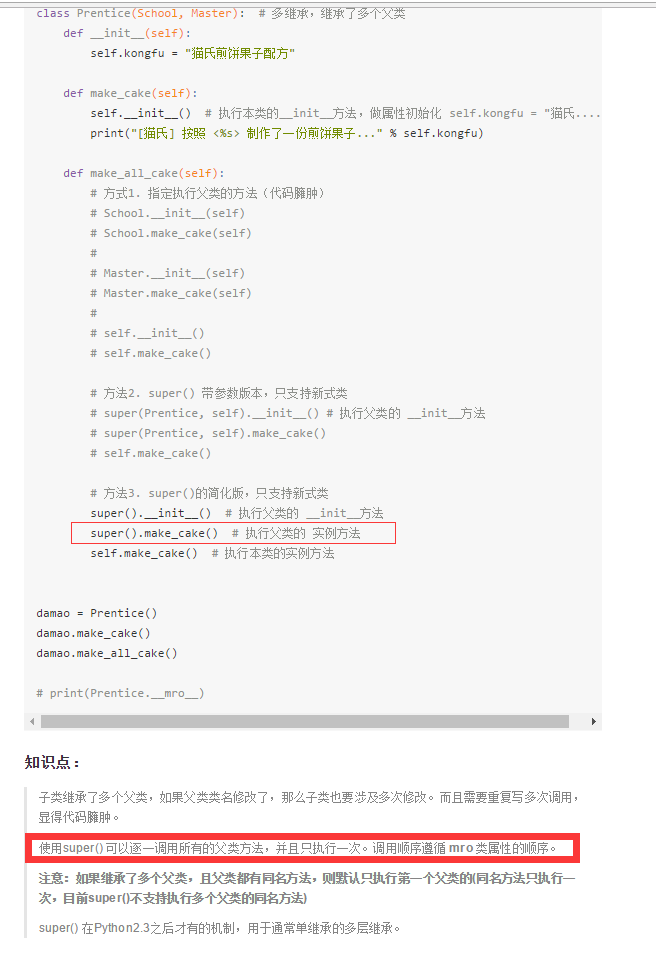 class Prentice(School, Master):  # 多继承，继承了多个父类
    def __init__(self):
        self.kongfu = "猫氏煎饼果子配方"
    def make_cake(self):
        self.__init__()  # 执行本类的__init__方法，做属性初始化 self.kongfu = "猫氏....
        print("[猫氏] 按照 <%s> 制作了一份煎饼果子..." % self.kongfu)
    def make_all_cake(self):
        # 方式1. 指定执行父类的方法（代码臃肿）
        # School.__init__(self)
        # School.make_cake(self)
        #
        # Master.__init__(self)
        # Master.make_cake(self)
        #
        # self.__init__()
        # self.make_cake()
        # 方法2. super() 带参数版本，只支持新式类
        # super(Prentice, self).__init__() # 执行父类的 __init__方法
        # super(Prentice, self).make_cake()
        # self.make_cake()
        # 方法3. super()的简化版，只支持新式类
        super().__init__()  # 执行父类的 __init__方法
        super().make_cake()  # 执行父类的 实例方法
        self.make_cake()  # 执行本类的实例方法
damao = Prentice()
damao.make_cake()
damao.make_all_cake()
# print(Prentice.__mro__)
知识点：
子类继承了多个父类，如果父类类名修改了，那么子类也要涉及多次修改。而且需要重复写多次调用，
显得代码臃肿。
使用super() 可以逐一调用所有的父类方法，并且只执行一次。调用顺序遵循 mro 类属性的顺序。
注意：如果继承了多个父类，且父类都有同名方法，则默认只执行第一个父类的(同名方法只执行一
次，目前super()不支持执行多个父类的同名方法)
super() 在Python2.3之后才有的机制，用于通常单继承的多层继承。